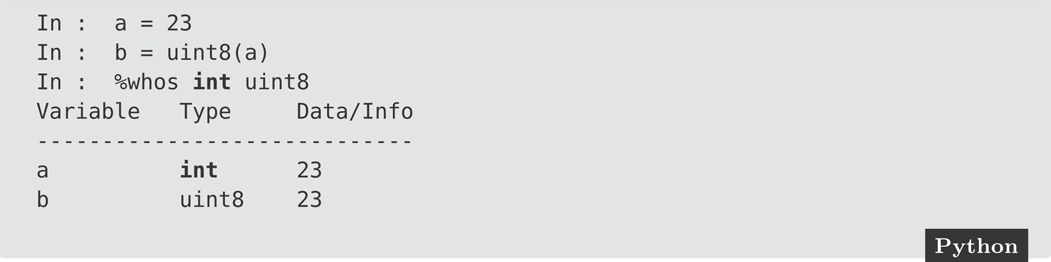 In :  a = 23
In :  b = uint8(a)
In :  %whos int uint8
Variable   Type     Data/Info
-----------------------------
a          int      23
b          uint8    23
Python